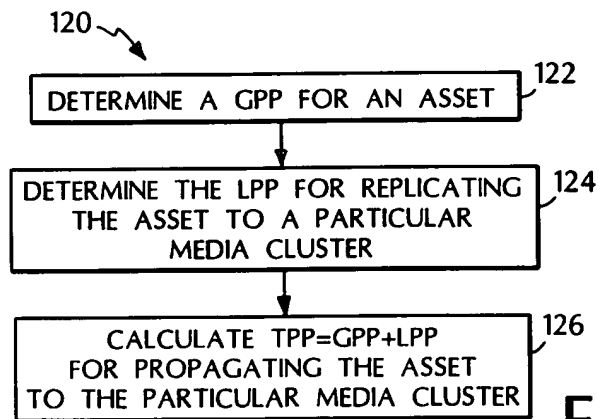 120
122
DETERMINE A GPP FOR AN ASSET
124
DETERMINE THE LPP FOR REPLICATING
THE ASSET TO A PARTICULAR
MEDIA CLUSTER
126
CALCULATE TPP=GPP+LPP
FOR PROPAGATING THE ASSET
TO THE PARTICULAR MEDIA CLUSTER